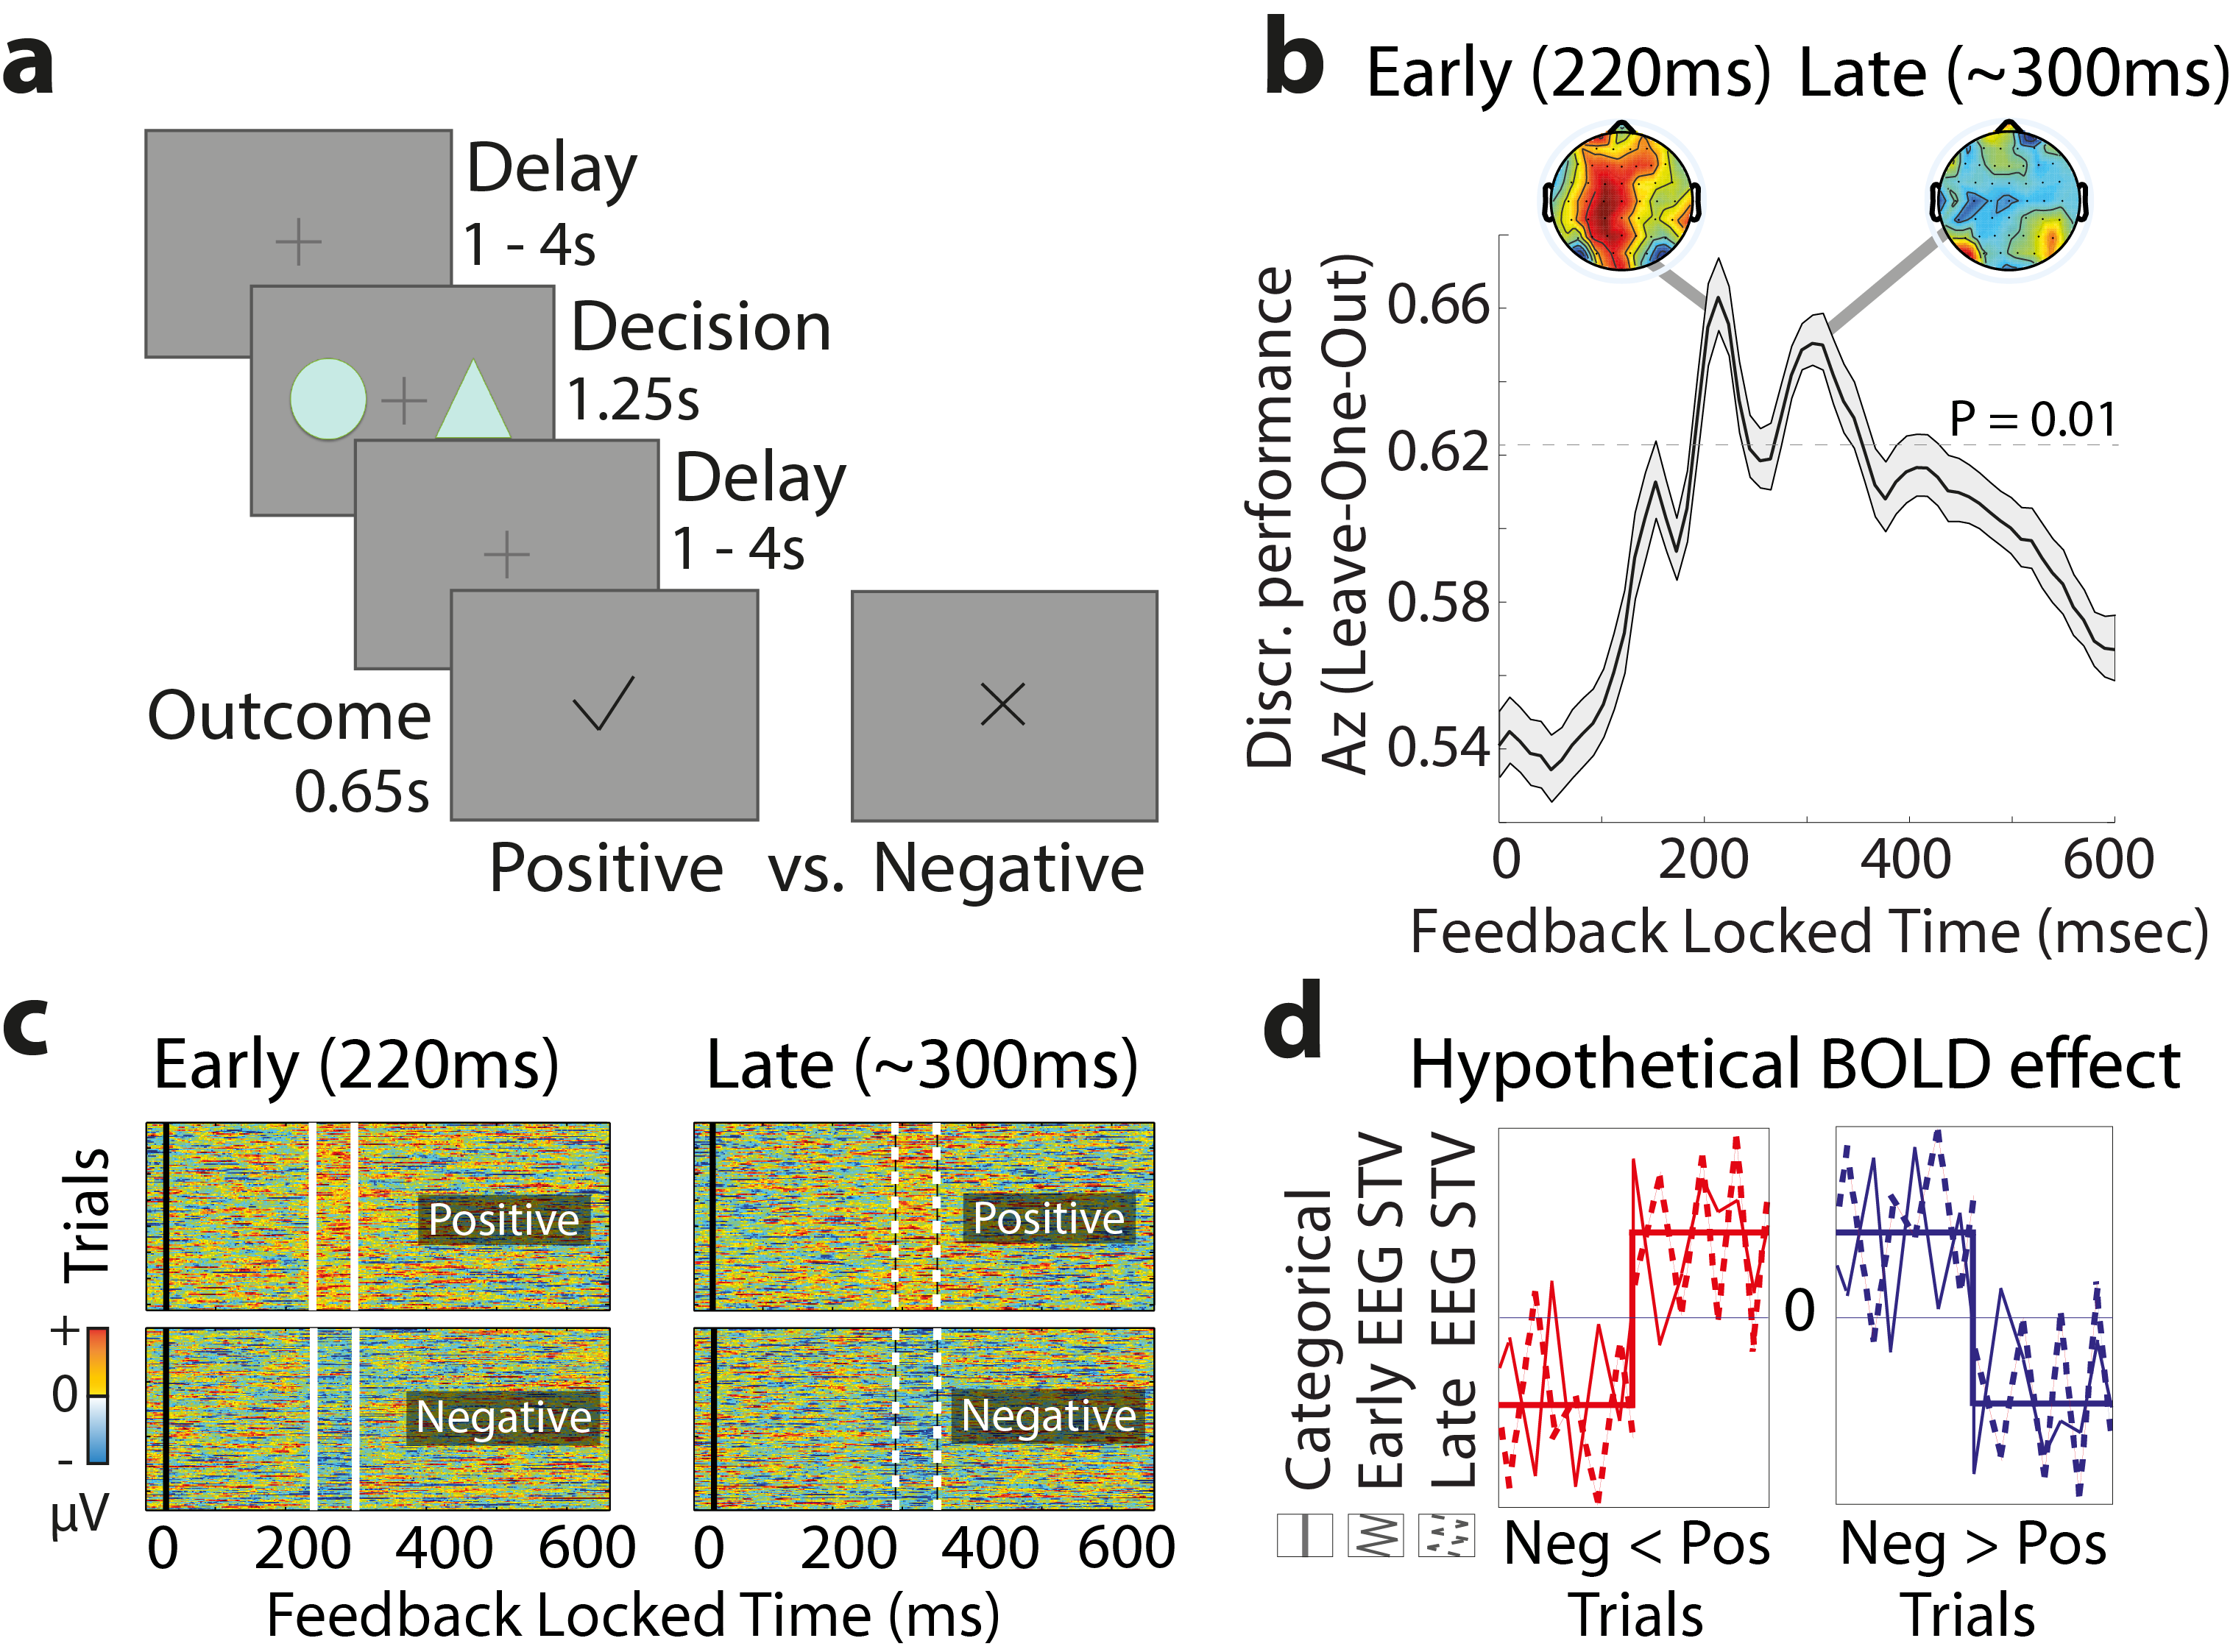 a
Delay
1 - 4s
Decision
1.25s
Delay
1 - 4s
Outcome
0.65s
Positive vs. Negative
b
Early (220ms) Late (~300ms)
Discr. performance
Az (Leave-One-Out)
0.66
0.62
0.58
0.54
P = 0.01
0 200 400 600
Feedback Locked Time (msec)
c
Early (220ms) Late (~300ms)
Trials
Positive
Positive
Negative
Negative
+
0
-
µV
0 200 400 600
0 200 400 600
Feedback Locked Time (ms)
d
Hypothetical BOLD effect
Categorical
Early EEG STV
Late EEG STV
0
Neg < Pos
Trials
Neg > Pos
Trials